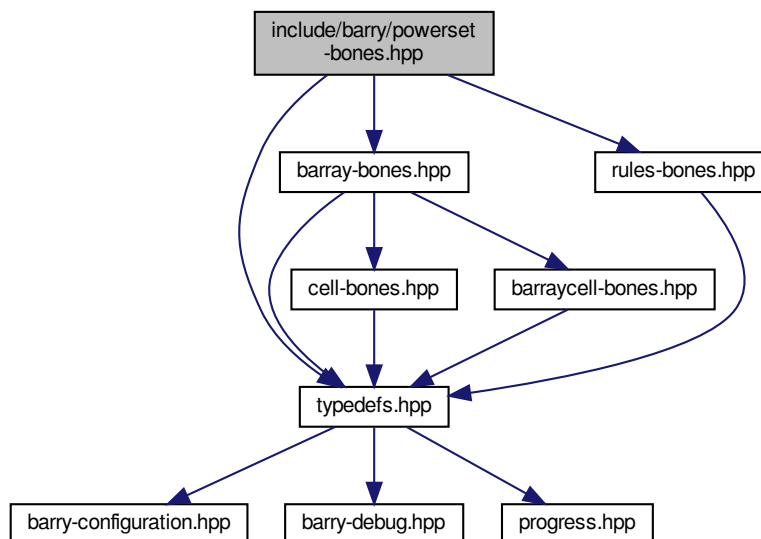 include/barry/powerset
-bones.hpp
barray-bones.hpp
rules-bones.hpp
cell-bones.hpp
barraycell-bones.hpp
typedefs.hpp
barry-configuration.hpp
barry-debug.hpp
progress.hpp